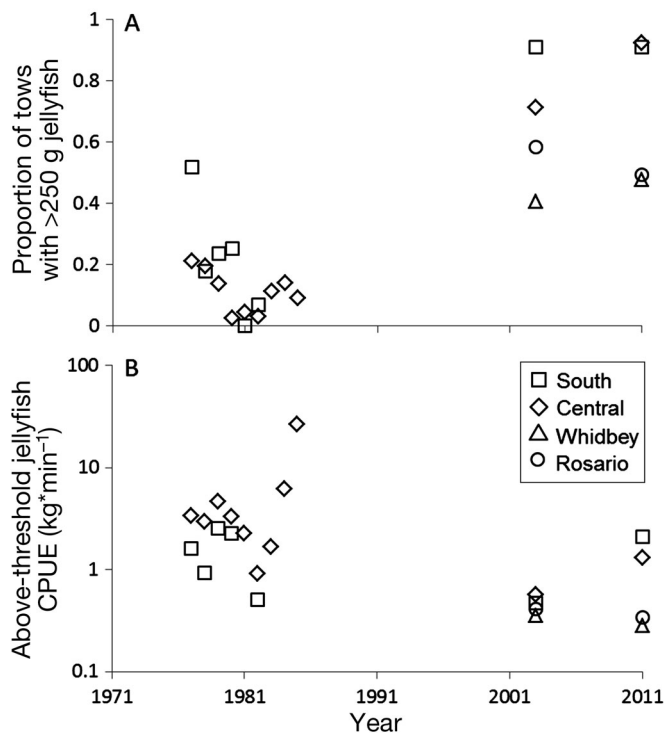 A
Proportion of tows
with >250 g jellyfish
1
0.8
0.6
0.4
0.2
0
B
Above-threshold jellyfish
CPUE (kg*min−1)
100
10
1
0.1
South
Central
Whidbey
Rosario
1971 1981 1991 2001 2011
Year